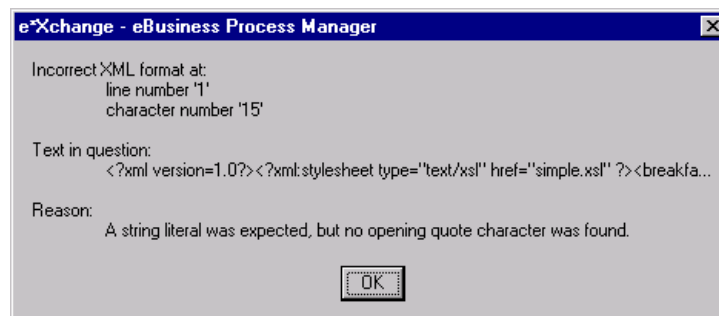 e*Xchange - eBusiness Process Manager
Incorrect XML format at:
line number '1'
character number '15'
Text in question:
<?xml version=1.0?><?xml:stylesheet type="text/xsl" href="simple.xsl" ?><breakfa...
Reason:
A string literal was expected, but no opening quote character was found.
OK